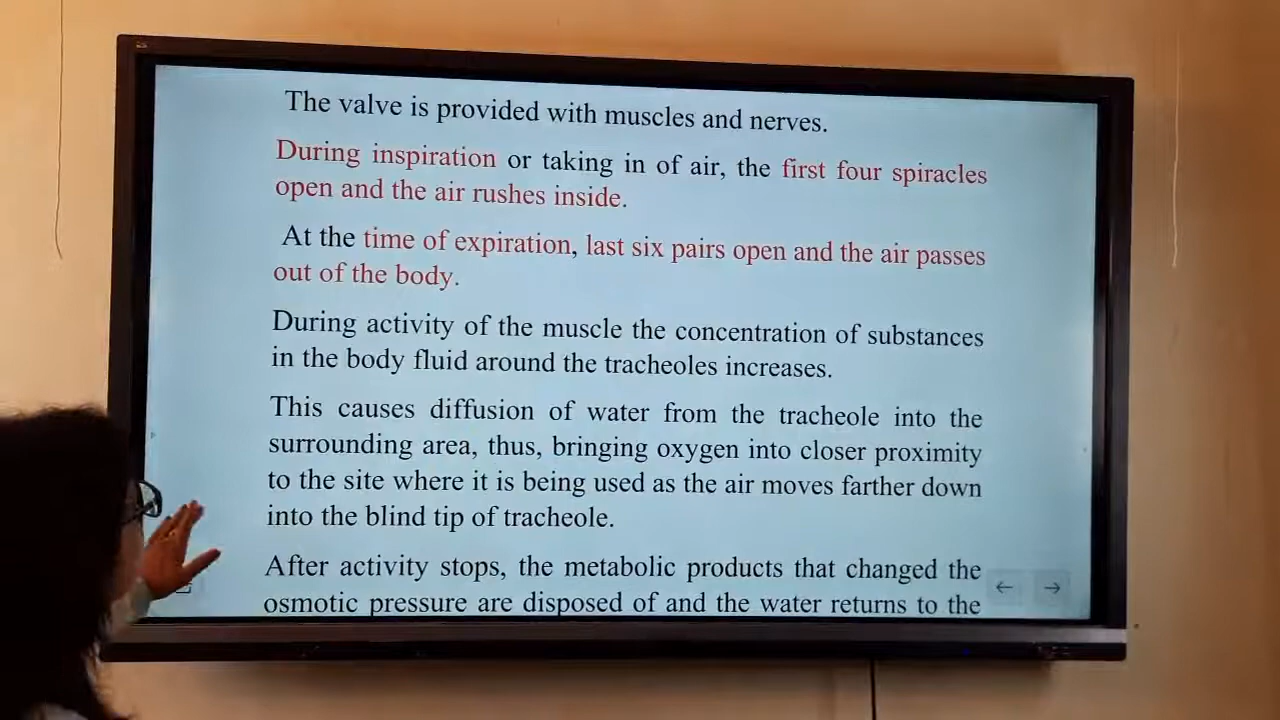 The valve is provided with muscles and nerves.
During inspiration or taking in of air, the first four spiracles
open and the air rushes inside.
At the time of expiration, last six pairs open and the air passes
out of the body.
During activity of the muscle the concentration of substances
in the body fluid around the tracheoles increases.
This causes diffusion of water from the tracheole into the
surrounding area, thus, bringing oxygen into closer proximity
to the site where it is being used as the air moves farther down
into the blind tip of tracheole.
After activity stops, the metabolic products that changed the
osmotic pressure are disposed of and the water returns to the